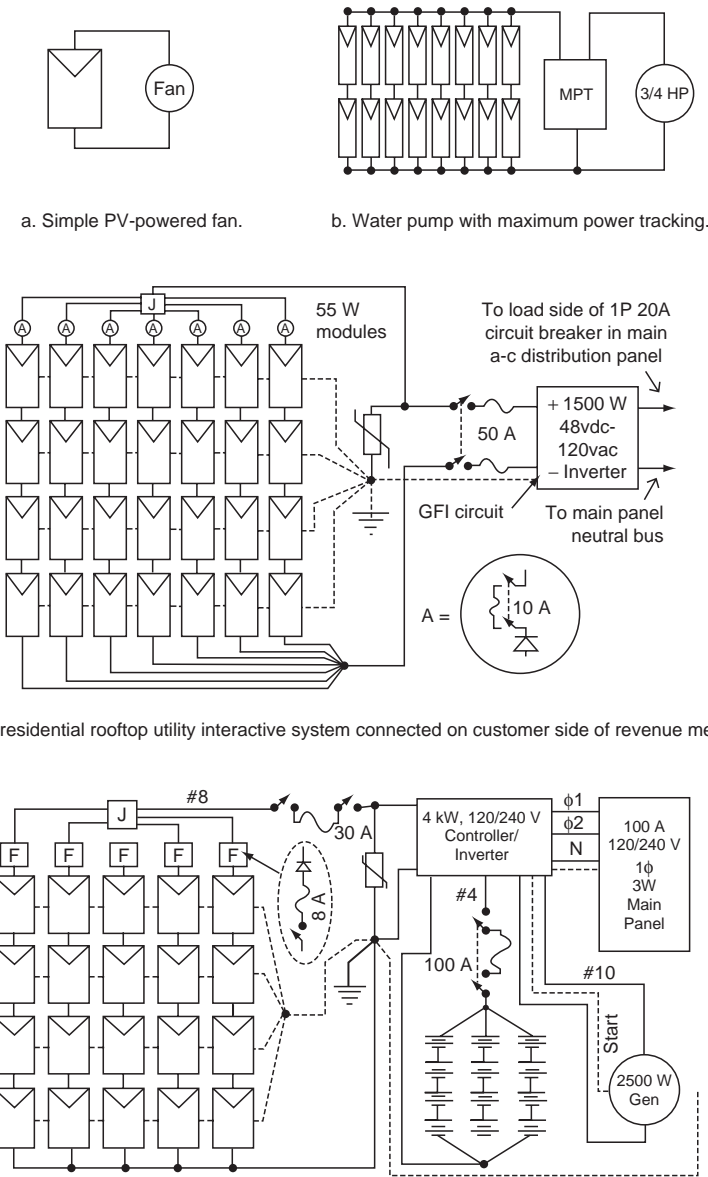 Fan
MPT
3/4 HP
a. Simple PV-powered fan.
b. Water pump with maximum power tracking.
J
A A A A A A A
55 W
modules
To load side of 1P 20A
circuit breaker in main
a-c distribution panel
50 A
+ 1500 W
48vdc-
120vac
– Inverter
GFI circuit
To main panel
neutral bus
A =
10 A
residential rooftop utility interactive system connected on customer side of revenue
J
#8
30 A
F F F F F
8 A
4 kW, 120/240 V
Controller/
Inverter
ϕ1
ϕ2
N
100 A
120/240 V
1ϕ
3W
Main
Panel
#4
100 A
#10
Start
2500 W
Gen